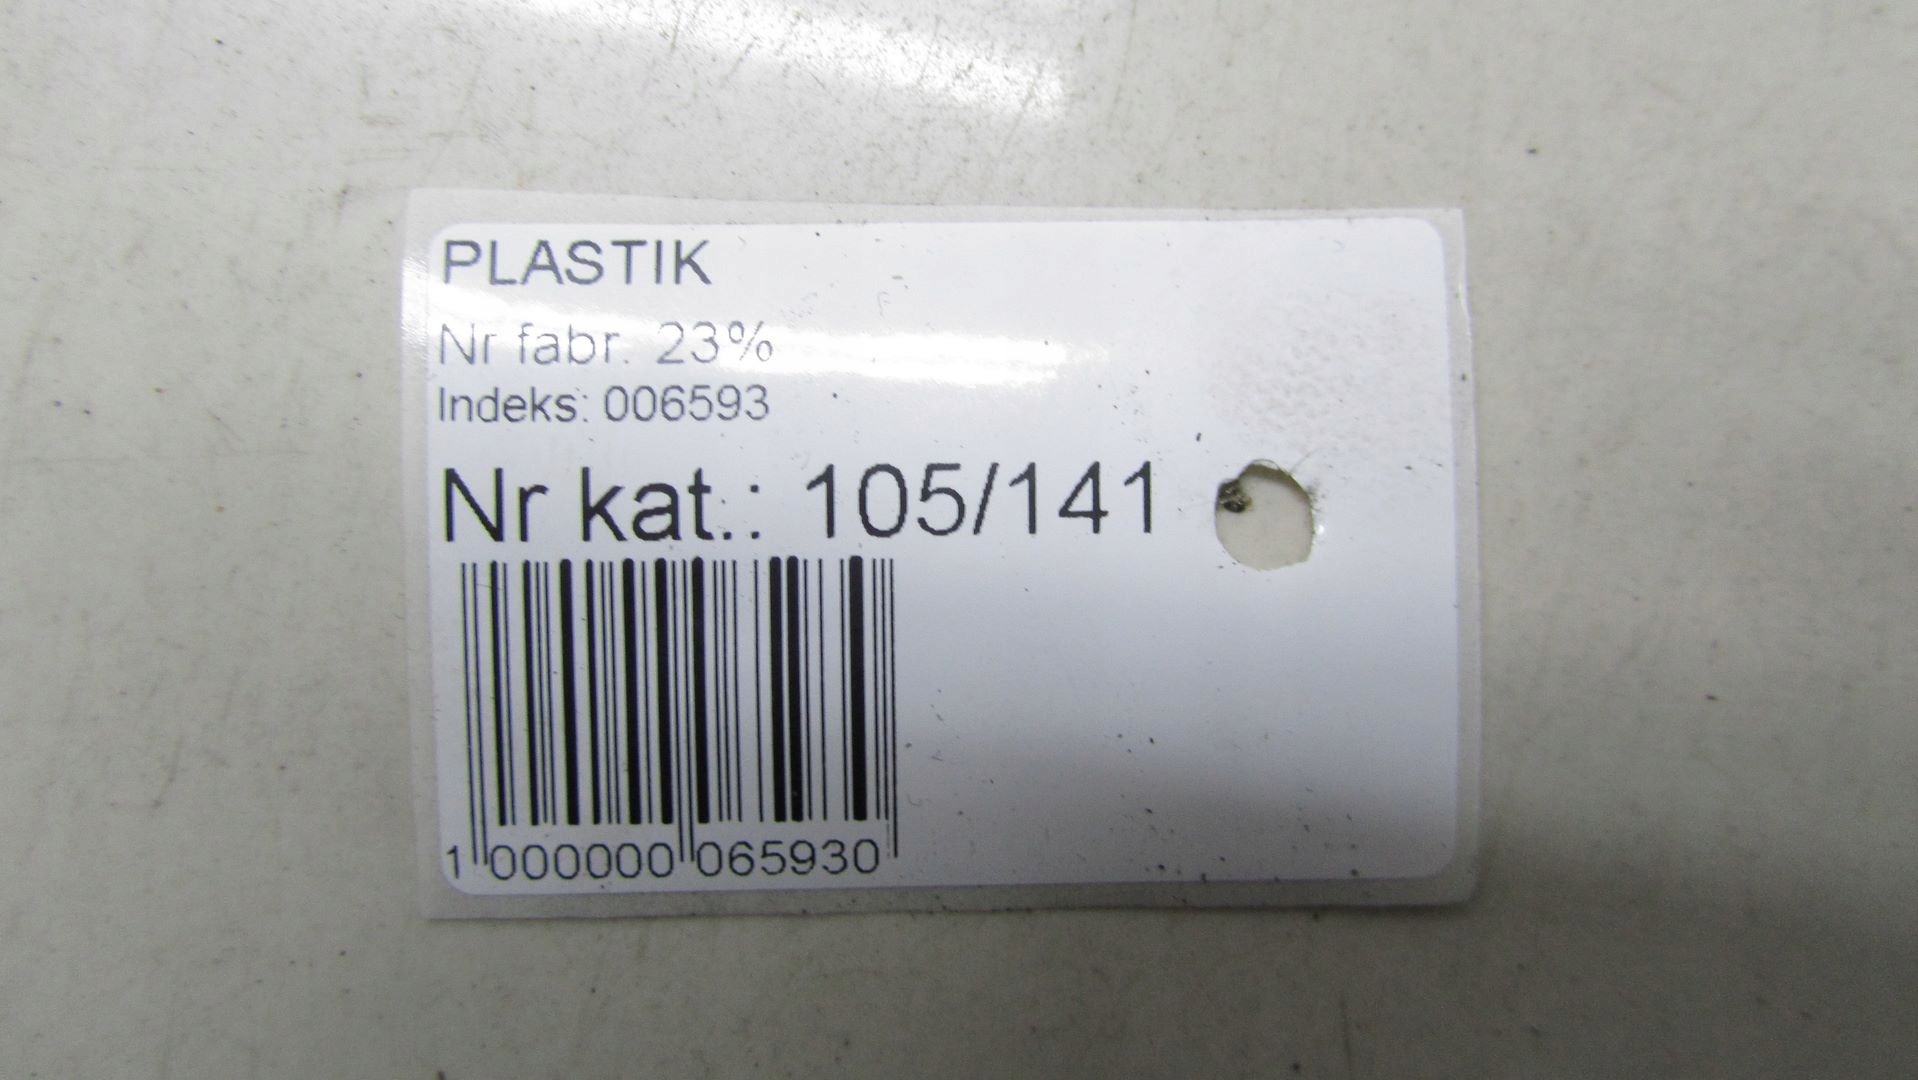 PLASTIK
Nr fabr. 23%
Indeks: 006593
Nr kat.: 105/141
1 000000 065930